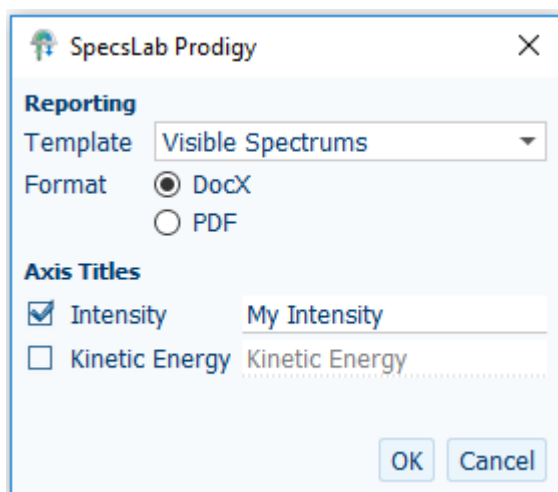 SpecsLab Prodigy
Reporting
Template Visible Spectrums
Format DocX
PDF
Axis Titles
Intensity My Intensity
Kinetic Energy Kinetic Energy
OK Cancel